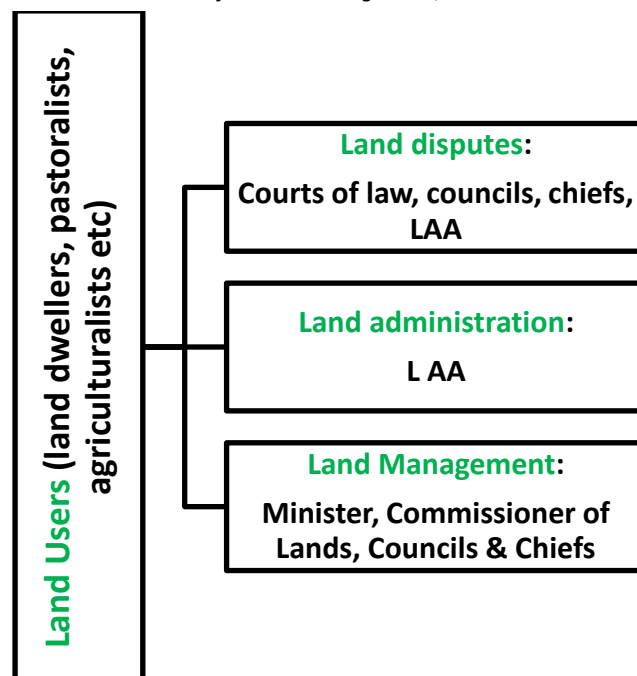 Land Users (land dwellers, pastoralists,
agriculturalists etc)
Land disputes:
Courts of law, councils, chiefs,
LAA
Land administration:
L AA
Land Management:
Minister, Commissioner of
Lands, Councils & Chiefs